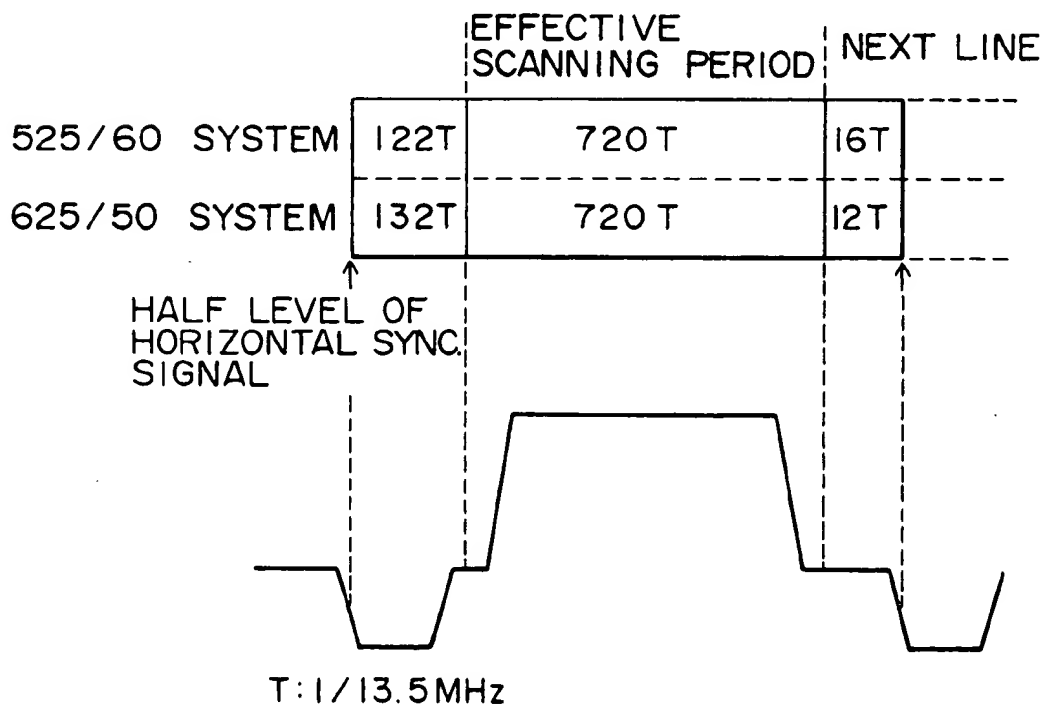 EFFECTIVE
SCANNING PERIOD
NEXT LINE
525/60 SYSTEM 122T 720T 16T
625/50 SYSTEM 132T 720T 12T
HALF LEVEL OF
HORIZONTAL SYNC.
SIGNAL
T:1/13.5MHz